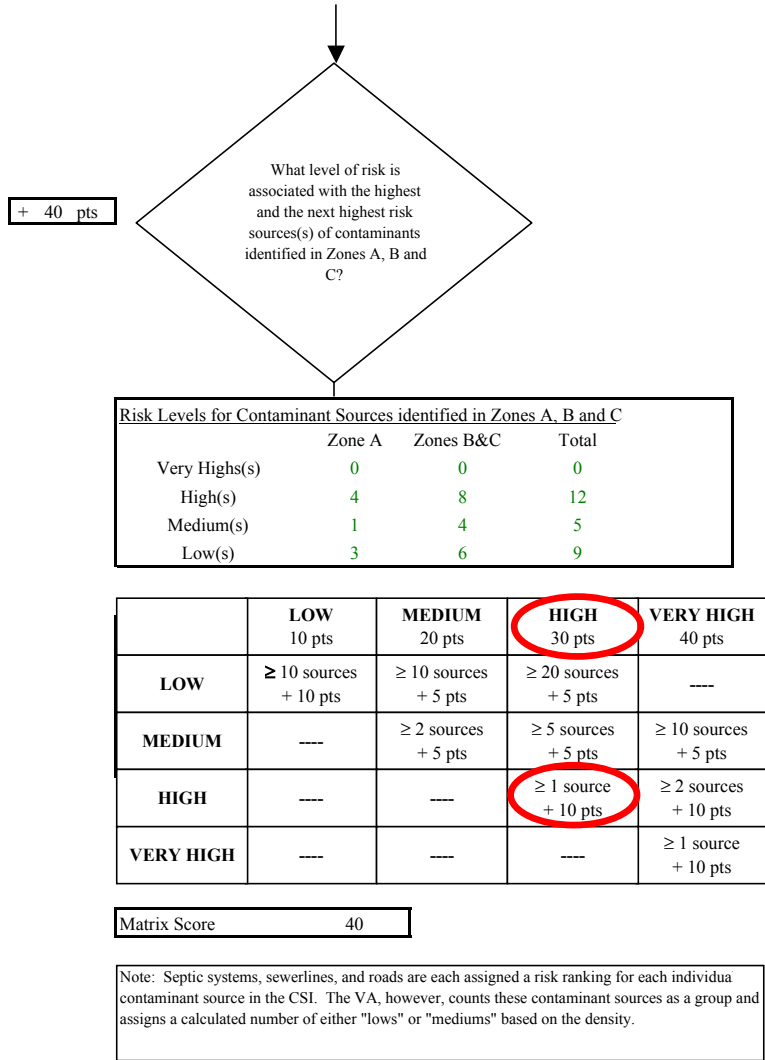 What level of risk is
associated with the highest
and the next highest risk
sources(s) of contaminants
identified in Zones A, B and
C?
+ 40 pts
Risk Levels for Contaminant Sources identified in Zones A, B and C
Zone A Zones B&C Total
Very Highs(s) 0 0 0
High(s) 4 8 12
Medium(s) 1 4 5
Low(s) 3 6 9
LOW MEDIUM HIGH VERY HIGH
10 pts 20 pts 30 pts 40 pts
LOW ≥ 10 sources ≥ 10 sources ≥ 20 sources ----
+ 10 pts + 5 pts + 5 pts
MEDIUM ---- ≥ 2 sources ≥ 5 sources ≥ 10 sources
+ 5 pts + 5 pts + 5 pts
HIGH ---- ---- ≥ 1 source ≥ 2 sources
+ 10 pts + 10 pts
VERY HIGH ---- ---- ---- ≥ 1 source
+ 10 pts
Matrix Score 40
Note: Septic systems, sewerlines, and roads are each assigned a risk ranking for each individua
contaminant source in the CSI. The VA, however, counts these contaminant sources as a group and
assigns a calculated number of either "lows" or "mediums" based on the density.